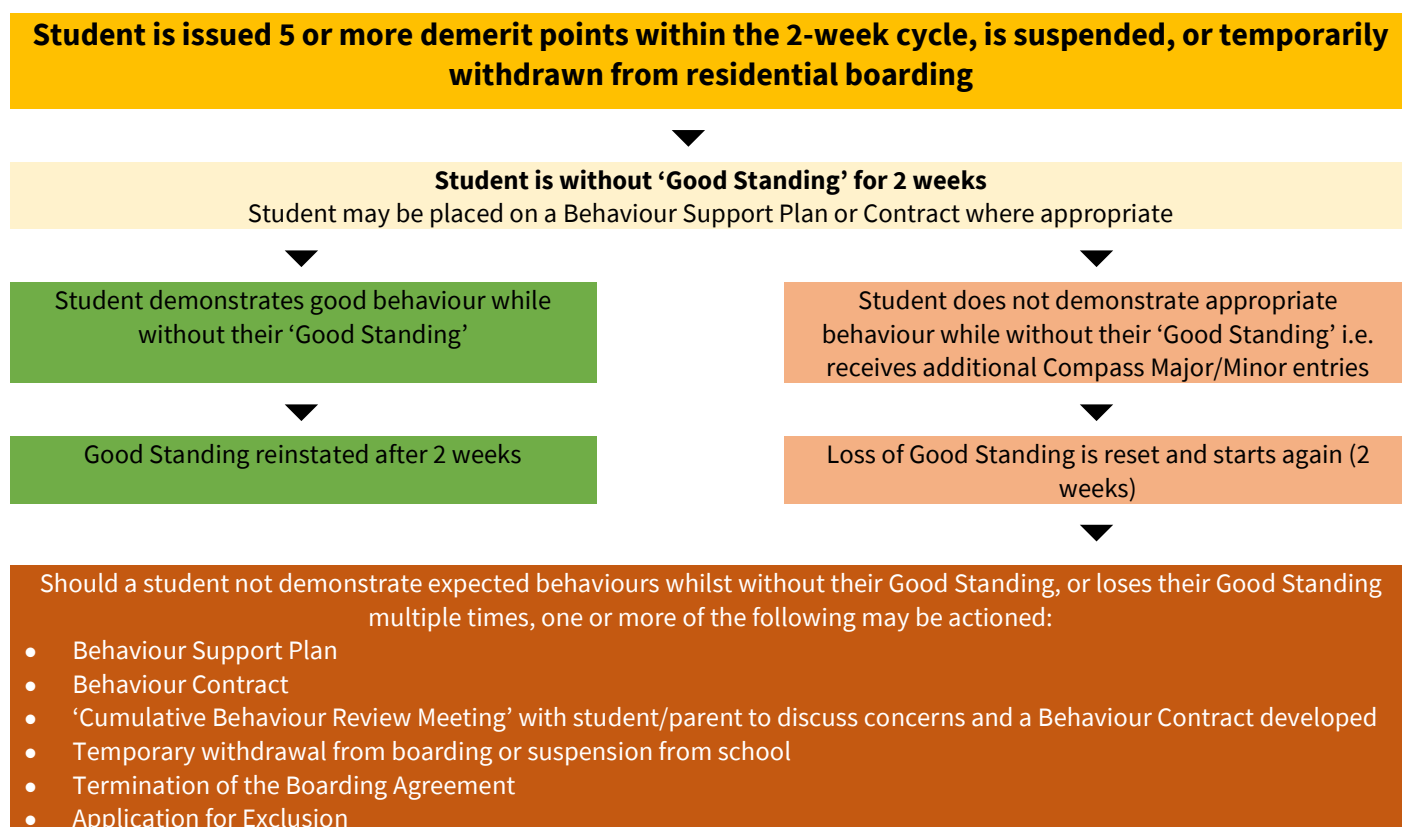 Student is issued 5 or more demerit points within the 2-week cycle, is suspended, or temporarily
withdrawn from residential boarding
Student is without ‘Good Standing’ for 2 weeks
Student may be placed on a Behaviour Support Plan or Contract where appropriate
Student demonstrates good behaviour while
without their ‘Good Standing’
Student does not demonstrate appropriate
behaviour while without their ‘Good Standing’ i.e.
receives additional Compass Major/Minor entries
Good Standing reinstated after 2 weeks
Loss of Good Standing is reset and starts again (2
weeks)
Should a student not demonstrate expected behaviours whilst without their Good Standing, or loses their Good Standing
multiple times, one or more of the following may be actioned:
• Behaviour Support Plan
• Behaviour Contract
• ‘Cumulative Behaviour Review Meeting’ with student/parent to discuss concerns and a Behaviour Contract developed
• Temporary withdrawal from boarding or suspension from school
• Termination of the Boarding Agreement
• Application for Exclusion